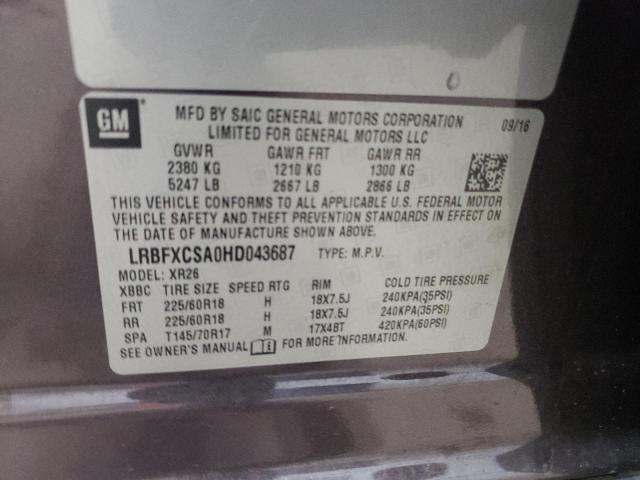 GM
MFD BY SAIC GENERAL MOTORS CORPORATION
LIMITED FOR GENERAL MOTORS LLC
09/16
GVWR GAWR FRT GAWR RR
2380 KG 1210 KG 1300 KG
5247 LB 2667 LB 2866 LB
THIS VEHICLE CONFORMS TO ALL APPLICABLE U.S. FEDERAL MOTOR
VEHICLE SAFETY AND THEFT PREVENTION STANDARDS IN EFFECT ON
THE DATE OF MANUFACTURE SHOWN ABOVE.
LRBFXCSA0HD043687 TYPE: M.P.V.
MODEL: XR26
XBBC TIRE SIZE SPEED RTG RIM COLD TIRE PRESSURE
FRT 225/60R18 H 18X7.5J 240KPA(35PSI)
RR 225/60R18 H 18X7.5J 240KPA(35PSI)
SPA T145/70R17 M 17X4BT 420KPA(60PSI)
SEE OWNER'S MANUAL FOR MORE INFORMATION.